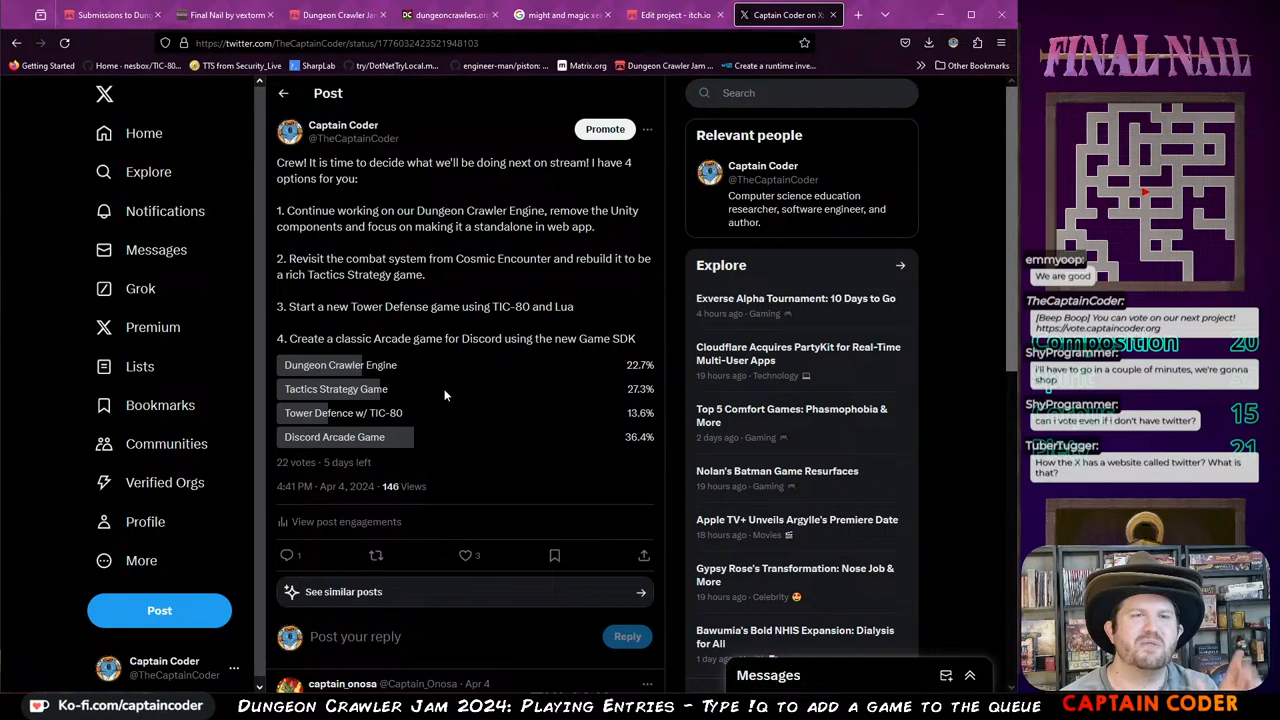 Submissions to Dung
Final Nail by vextorm
Dungeon Crawler Jam
dungeoncrawlers.org
might and magic xee
Edit project - itch.io
Captain Coder on X:
https://twitter.com/TheCaptainCoder/status/1776032423521948103
Getting Started
Home - nesbox/TIC-80...
TTS from Security_Live
SharpLab
try/DotNetTryLocal.m...
engineer-man/piston: ...
Matrix.org
Dungeon Crawler Jam ...
Create a runtime inve...
Other Bookmarks
Home
Explore
Notifications
Messages
Grok
Premium
Lists
Bookmarks
Communities
Verified Orgs
Profile
More
Post
Captain Coder
@TheCaptainCoder
Post
Captain Coder
@TheCaptainCoder
Promote
Crew! It is time to decide what we'll be doing next on stream! I have 4
options for you:
1. Continue working on our Dungeon Crawler Engine, remove the Unity
components and focus on making it a standalone in web app.
2. Revisit the combat system from Cosmic Encounter and rebuild it to be
a rich Tactics Strategy game.
3. Start a new Tower Defense game using TIC-80 and Lua
4. Create a classic Arcade game for Discord using the new Game SDK
Dungeon Crawler Engine 22.7%
Tactics Strategy Game 27.3%
Tower Defence w/ TIC-80 13.6%
Discord Arcade Game 36.4%
22 votes · 5 days left
4:41 PM · Apr 4, 2024 · 146 Views
View post engagements
1
3
See similar posts
Post your reply
Reply
captain_onosa @Captain_Onosa · Apr 4
Search
Relevant people
Captain Coder
@TheCaptainCoder
Computer science education
researcher, software engineer, and
author.
Explore
Exverse Alpha Tournament: 10 Days to Go
4 hours ago · Gaming
Cloudflare Acquires PartyKit for Real-Time
Multi-User Apps
19 hours ago · Technology
Top 5 Comfort Games: Phasmophobia &
More
2 days ago · Gaming
Nolan's Batman Game Resurfaces
19 hours ago · Gaming
Apple TV+ Unveils Argylle's Premiere Date
18 hours ago · Movies
Gypsy Rose's Transformation: Nose Job &
More
19 hours ago · Celebrity
Bawumia's Bold NHIS Expansion: Dialysis
for All
Messages
FINAL NAIL
emmyoop:
We are good
TheCaptainCoder:
[Beep Boop] You can vote on our next project!
https://vote.captaincoder.org
Composition 20
ShyProgrammer:
i'll have to go in a couple of minutes, we're gonna
shop
ShyProgrammer:
can i vote even if i don't have twitter?
15
TuberTugger:
21
How the X has a website called twitter? What is
that?
Ko-fi.com/captaincoder
Dungeon Crawler Jam 2024: Playing Entries - Type !Q to add a game to the queue
CAPTAIN CODER